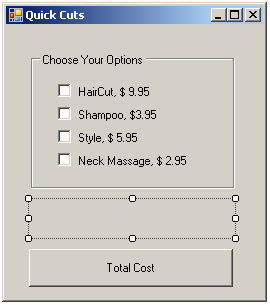 Quick Cuts
Choose Your Options
HairCut, $ 9.95
Shampoo, $3.95
Style, $ 5.95
Neck Massage, $ 2.95
Total Cost